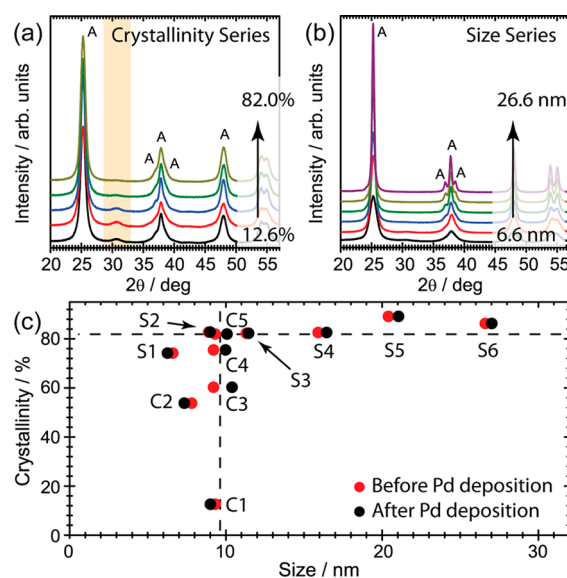 (a)
A
Crystallinity Series
82.0%
A
A
A
A
12.6%
Intensity / arb. units
20 25 30 35 40 45 50 55
2θ / deg
(b)
A
Size Series
26.6 nm
A
A
A
6.6 nm
Intensity / arb. units
20 25 30 35 40 45 50 55
2θ / deg
(c)
Crystallinity / %
100
80
60
40
20
0
S2
C5
S1
S4
S5
S6
C4
S3
C2
C3
C1
Before Pd deposition
After Pd deposition
0 10 20 30
Size / nm